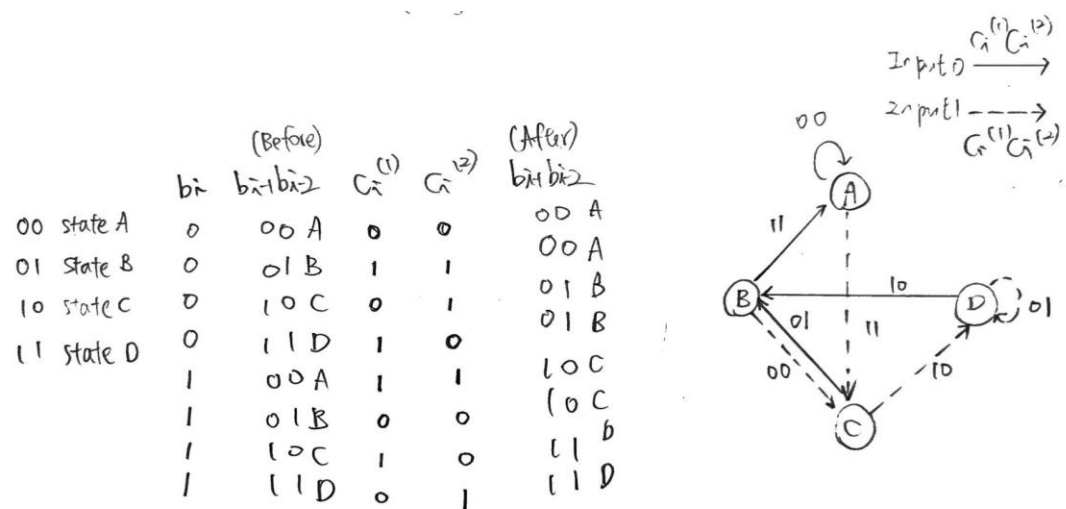 Input 0 Ci(1)Ci(2)
Input 1 Ci(1)Ci(2)
(Before) (After)
bi bi-1bi-2 Ci(1) Ci(2) bi-1bi-2
00 state A 0 00 A 0 0 00 A
01 State B 0 01 B 1 1 00 A
10 state C 0 10 C 0 1 01 B
11 state D 0 11 D 1 0 01 B
1 00 A 1 1 10 C
1 01 B 0 0 10 C
1 10 C 1 0 11 D
1 11 D 0 1 11 D
00
A
11
B 10 D 01
01
11
00 10
C